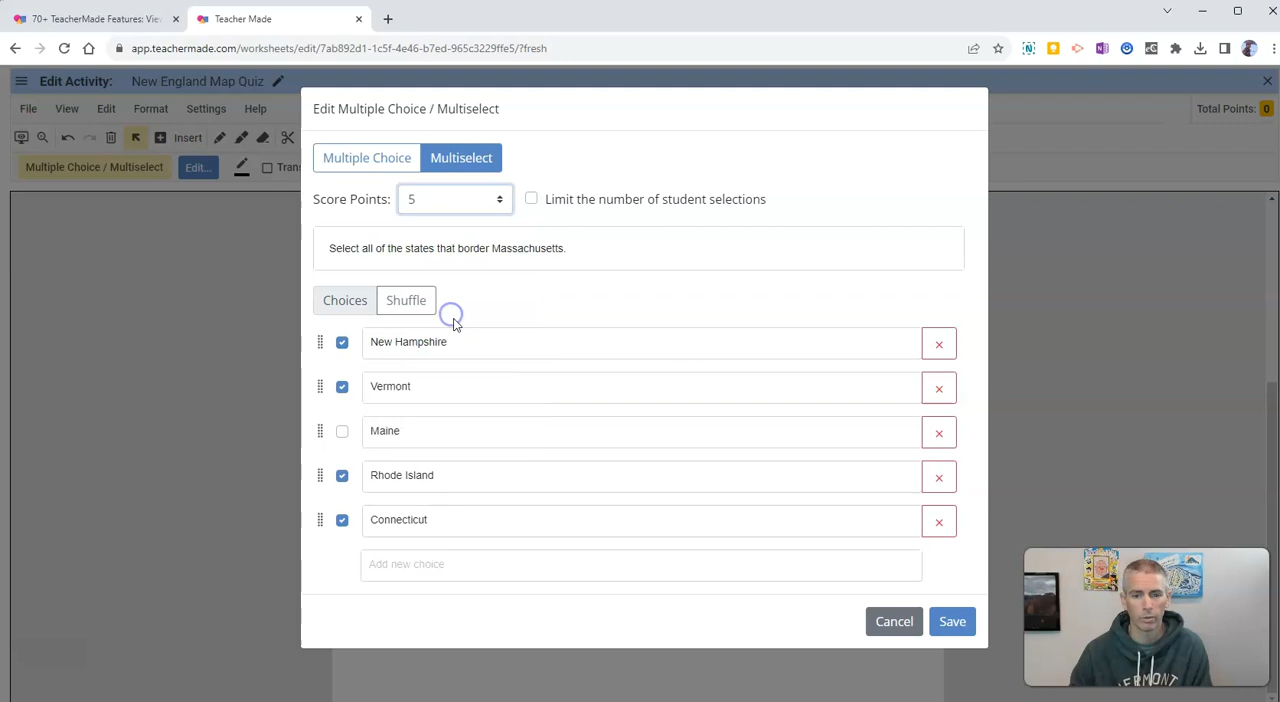 70+ TeacherMade Features: Vie
Teacher Made
app.teachermade.com/worksheets/edit/7ab892d1-1c5f-4e46-b7ed-965c3229ffe5/?fresh
Edit Activity: New England Map Quiz
File View Edit Format Settings Help
Total Points: 0
Insert
Multiple Choice / Multiselect Edit... Trans
Edit Multiple Choice / Multiselect
Multiple Choice Multiselect
Score Points: 5 Limit the number of student selections
Select all of the states that border Massachusetts.
Choices Shuffle
New Hampshire
Vermont
Maine
Rhode Island
Connecticut
Add new choice
Cancel Save
VERMONT